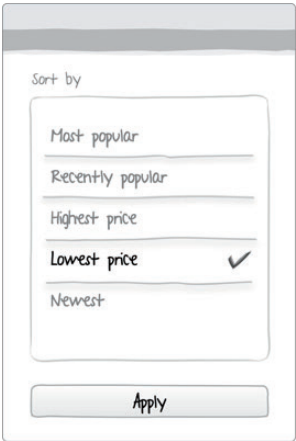 Sort by
Most popular
Recently popular
Highest price
Lowest price
Newest
Apply